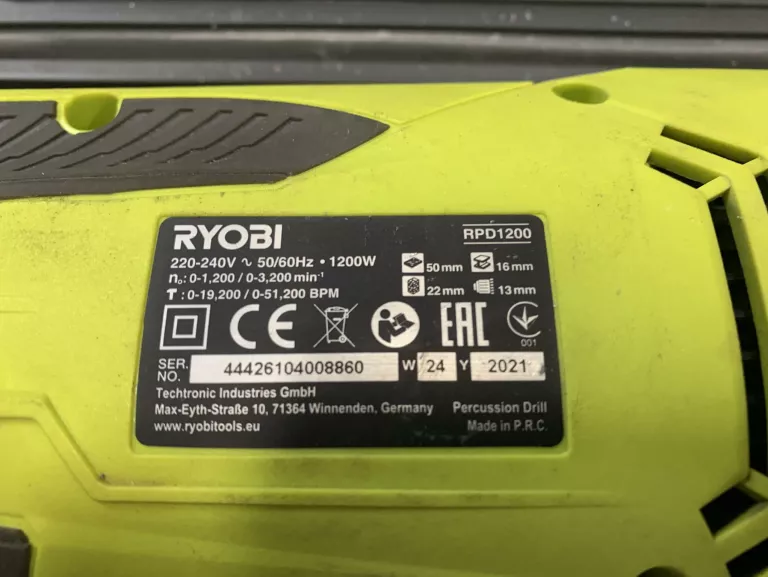 RYOBI RPD1200
220-240V ∿ 50/60Hz • 1200W
n₀: 0-1,200 / 0-3,200 min⁻¹
T : 0-19,200 / 0-51,200 BPM
50 mm 16 mm
22 mm 13 mm
CE EAC
001
SER. NO. 44426104008860 W 24 Y 2021
Techtronic Industries GmbH
Max-Eyth-Straße 10, 71364 Winnenden, Germany Percussion Drill
www.ryobitools.eu Made in P.R.C.